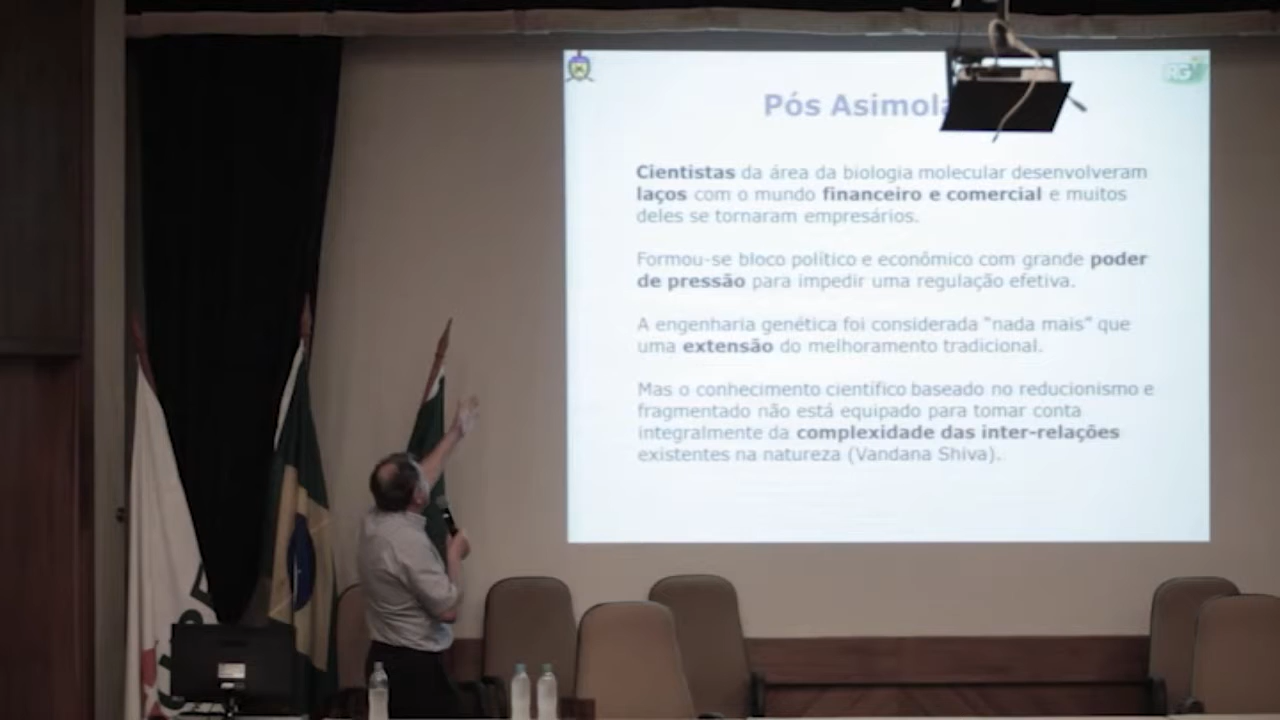 RG
Pós
Cientistas da área da biologia molecular desenvolveram
laços com o mundo financeiro e comercial e muitos
deles se tornaram empresários.
Formou-se bloco político e econômico com grande poder
de pressão para impedir uma regulação efetiva.
A engenharia genética foi considerada "nada mais" que
uma extensão do melhoramento tradicional.
Mas o conhecimento científico baseado no reducionismo e
fragmentado não está equipado para tomar conta
integralmente da complexidade das inter-relações
existentes na natureza (Vandana Shiva).